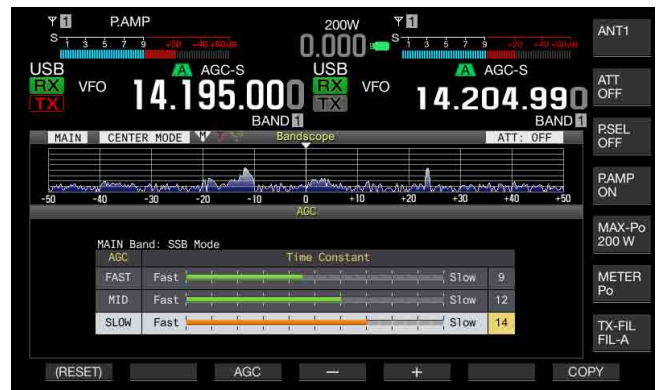 1 P.AMP 200W 1 ANT1
S 1 3 5 7 9 +20 +40 +60dB 0.000 S 1 3 5 7 9 +20 +40 +60dB
USB A AGC-S USB A AGC-S
RX VFO 14.195.000 RX VFO 14.204.990 ATT OFF
TX TX
BAND 1 BAND 1
P.SEL OFF
MAIN CENTER MODE M T Bandscope ATT: OFF
P.AMP ON
-50 -40 -30 -20 -10 0 +10 +20 +30 +40 +50
AGC
MAX-Po 200 W
MAIN Band: SSB Mode
AGC Time Constant
FAST Fast Slow 9
METER Po
MID Fast Slow 12
SLOW Fast Slow 14
TX-FIL FIL-A
(RESET) AGC − + COPY